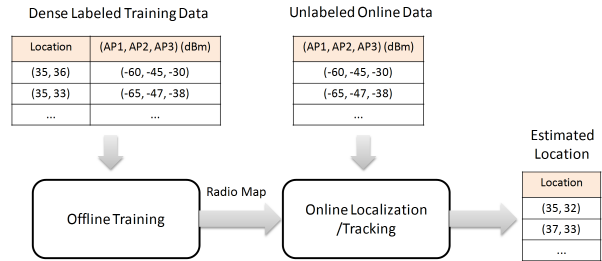 Dense Labeled Training Data
Unlabeled Online Data
Location (AP1, AP2, AP3) (dBm)
(35, 36) (-60, -45, -30)
(35, 33) (-65, -47, -38)
... ...
(AP1, AP2, AP3) (dBm)
(-60, -45, -30)
(-65, -47, -38)
...
Offline Training
Radio Map
Online Localization
/Tracking
Estimated
Location
Location
(35, 32)
(37, 33)
...